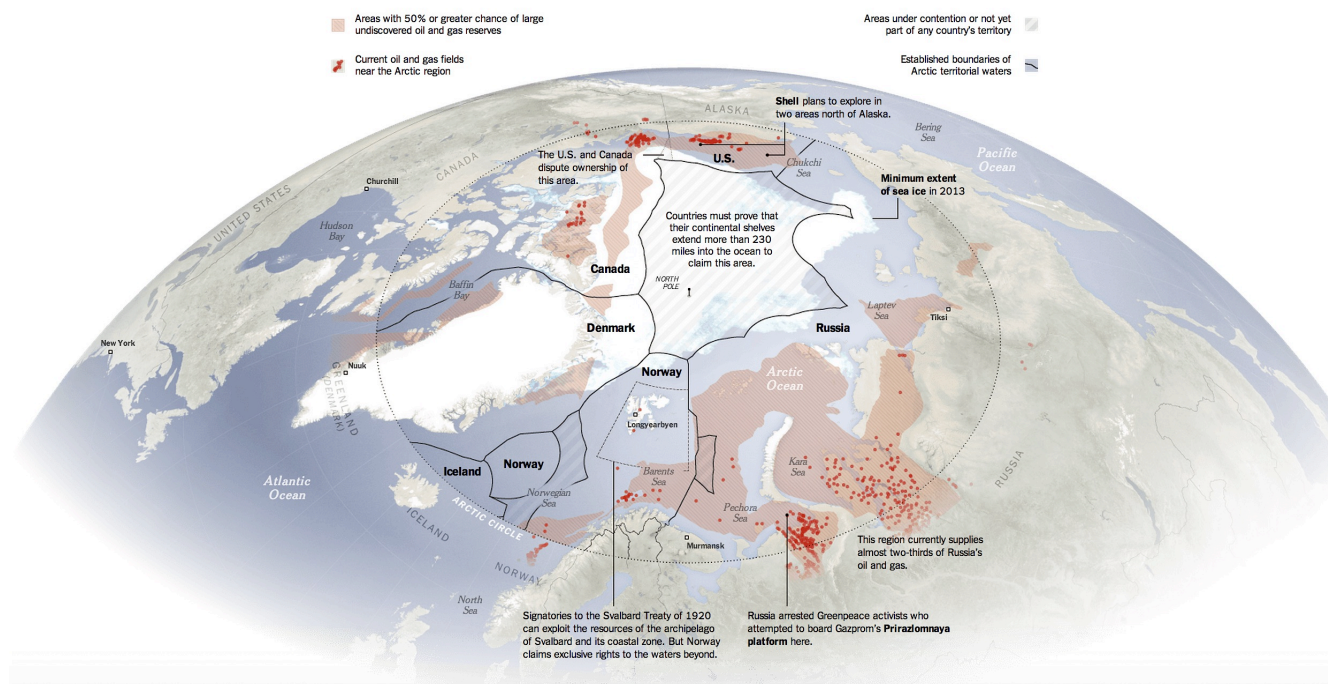 Areas with 50% or greater chance of large
undiscovered oil and gas reserves
Current oil and gas fields
near the Arctic region
Areas under contention or not yet
part of any country's territory
Established boundaries of
Arctic territorial waters
ALASKA
Shell plans to explore in
two areas north of Alaska.
Bering
Sea
Pacific
Ocean
The U.S. and Canada
dispute ownership of
this area.
U.S.
Chukchi
Sea
CANADA
Churchill
Minimum extent
of sea ice in 2013
UNITED STATES
Hudson
Bay
Countries must prove that
their continental shelves
extend more than 230
miles into the ocean to
claim this area.
Canada
NORTH
POLE
Baffin
Bay
Laptev
Sea
Tiksi
Denmark
Russia
New York
Nuuk
GREENLAND
(DENMARK)
Norway
Arctic
Ocean
Longyearbyen
Iceland
Norway
Barents
Sea
Kara
Sea
RUSSIA
Atlantic
Ocean
Norwegian
Sea
ARCTIC CIRCLE
Pechora
Sea
ICELAND
Murmansk
This region currently supplies
almost two-thirds of Russia's
oil and gas.
NORWAY
North
Sea
Signatories to the Svalbard Treaty of 1920
can exploit the resources of the archipelago
of Svalbard and its coastal zone. But Norway
claims exclusive rights to the waters beyond.
Russia arrested Greenpeace activists who
attempted to board Gazprom's Prirazlomnaya
platform here.